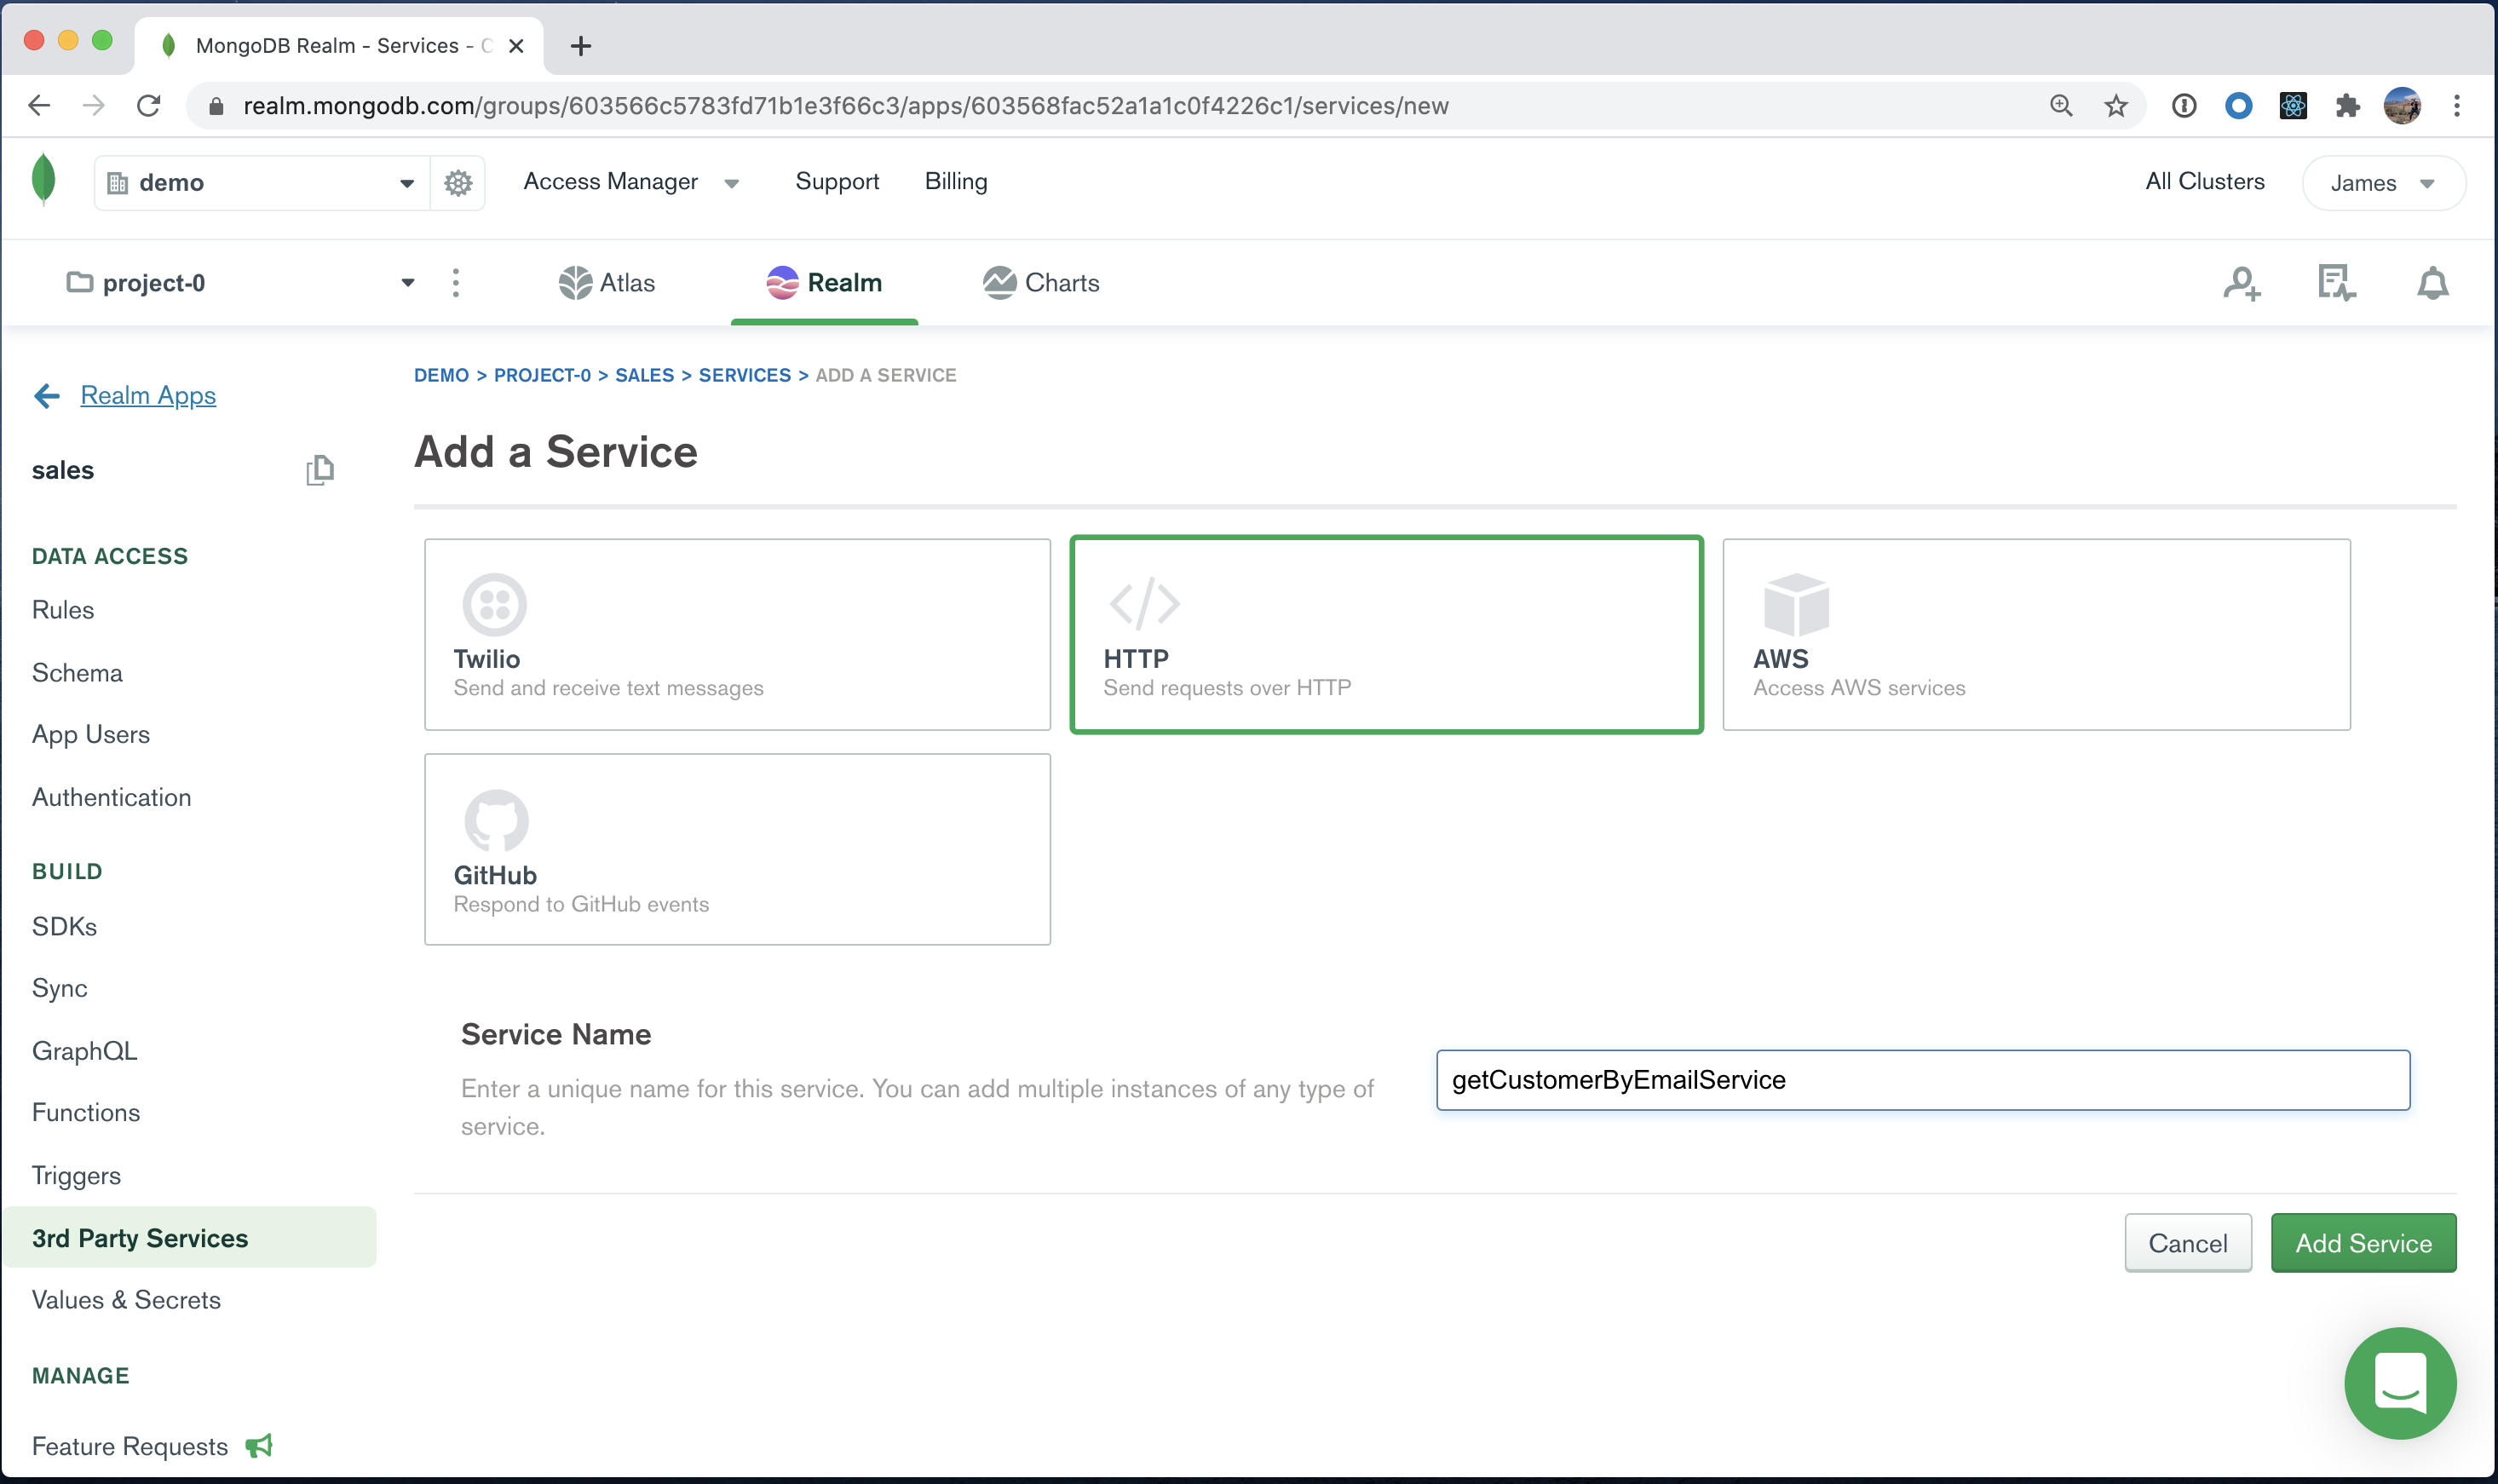 MongoDB Realm - Services - C
realm.mongodb.com/groups/603566c5783fd71b1e3f66c3/apps/603568fac52a1a1c0f4226c1/services/new
demo
Access Manager
Support
Billing
All Clusters
James
project-0
Atlas
Realm
Charts
Realm Apps
sales
DATA ACCESS
Rules
Schema
App Users
Authentication
BUILD
SDKs
Sync
GraphQL
Functions
Triggers
3rd Party Services
Values & Secrets
MANAGE
Feature Requests
DEMO > PROJECT-0 > SALES > SERVICES > ADD A SERVICE
Add a Service
Twilio
Send and receive text messages
HTTP
Send requests over HTTP
AWS
Access AWS services
GitHub
Respond to GitHub events
Service Name
Enter a unique name for this service. You can add multiple instances of any type of
service.
getCustomerByEmailService
Cancel
Add Service